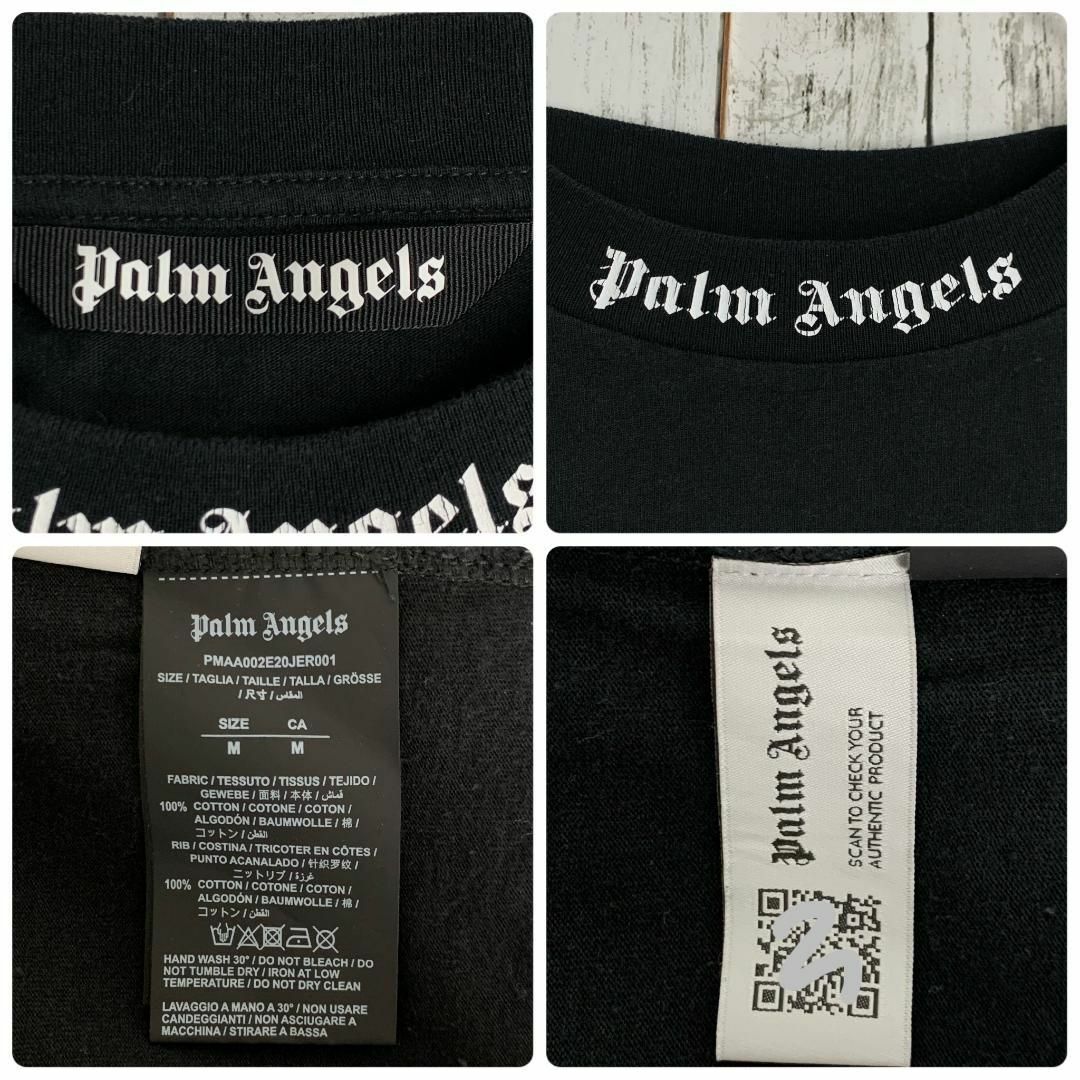 Palm Angels
Palm Angels
Palm Angels
Palm Angels
PMAA002E20JER001
SIZE / TAGLIA / TAILLE / TALLA / GRÖSSE
/ 尺寸 / المقاس
SIZE CA
M M
FABRIC / TESSUTO / TISSUS / TEJIDO /
GEWEBE / 面料 / 本体 / قماش
100% COTTON / COTONE / COTON /
ALGODÓN / BAUMWOLLE / 棉 /
コットン / القطن
RIB / COSTINA / TRICOTER EN CÔTES /
PUNTO ACANALADO / 针织罗纹 /
ニットリブ / غرزة
100% COTTON / COTONE / COTON /
ALGODÓN / BAUMWOLLE / 棉 /
コットン / القطن
HAND WASH 30° / DO NOT BLEACH / DO
NOT TUMBLE DRY / IRON AT LOW
TEMPERATURE / DO NOT DRY CLEAN
LAVAGGIO A MANO A 30° / NON USARE
CANDEGGIANTI / NON ASCIUGARE A
MACCHINA / STIRARE A BASSA
Palm Angels
SCAN TO CHECK YOUR
AUTHENTIC PRODUCT